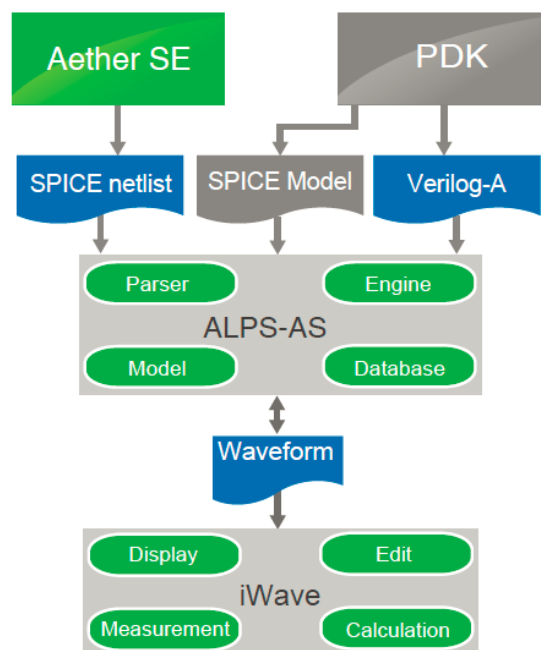 Aether SE
PDK
SPICE netlist
SPICE Model
Verilog-A
Parser
Engine
ALPS-AS
Model
Database
Waveform
Display
Edit
iWave
Measurement
Calculation